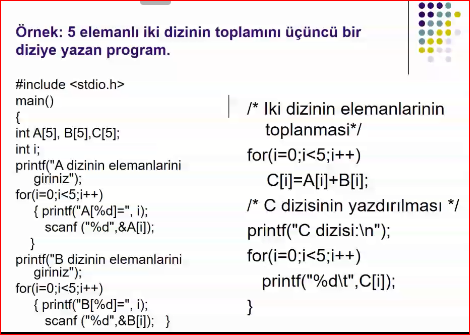 Örnek: 5 elemanlı iki dizinin toplamını üçüncü bir
diziye yazan program.
#include <stdio.h>
main()
{
int A[5], B[5],C[5];
int i;
printf("A dizinin elemanlarini
giriniz");
for(i=0;i<5;i++)
{ printf("A[%d]=", i);
scanf ("%d",&A[i]);
}
printf("B dizinin elemanlarini
giriniz");
for(i=0;i<5;i++)
{ printf("B[%d]=", i);
scanf ("%d",&B[i]); }
/* Iki dizinin elemanlarinin
toplanmasi*/
for(i=0;i<5;i++)
C[i]=A[i]+B[i];
/* C dizisinin yazdırılması */
printf("C dizisi:\n");
for(i=0;i<5;i++)
printf("%d\t",C[i]);
}